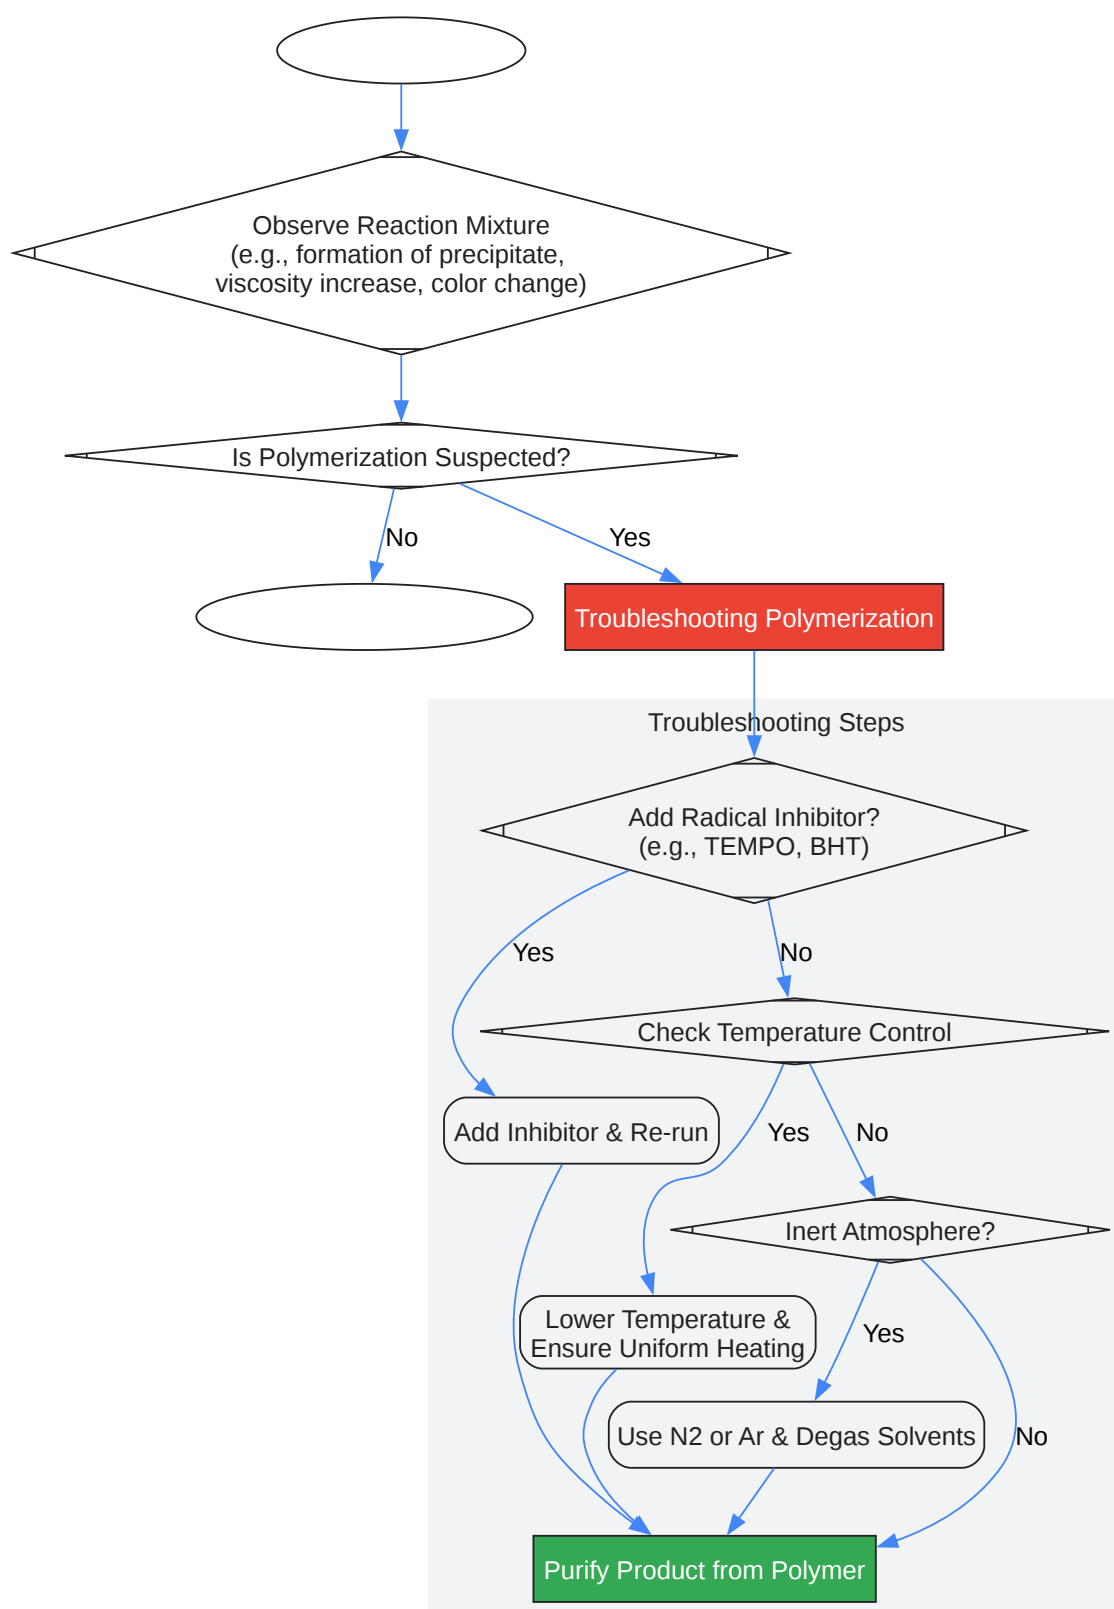 Observe Reaction Mixture
(e.g., formation of precipitate,
viscosity increase, color change)
Is Polymerization Suspected?
No
Yes
Troubleshooting Polymerization
Troubleshooting Steps
Add Radical Inhibitor?
(e.g., TEMPO, BHT)
Yes
No
Check Temperature Control
Add Inhibitor & Re-run
Yes
No
Inert Atmosphere?
Lower Temperature &
Ensure Uniform Heating
Yes
Use N2 or Ar & Degas Solvents
No
Purify Product from Polymer